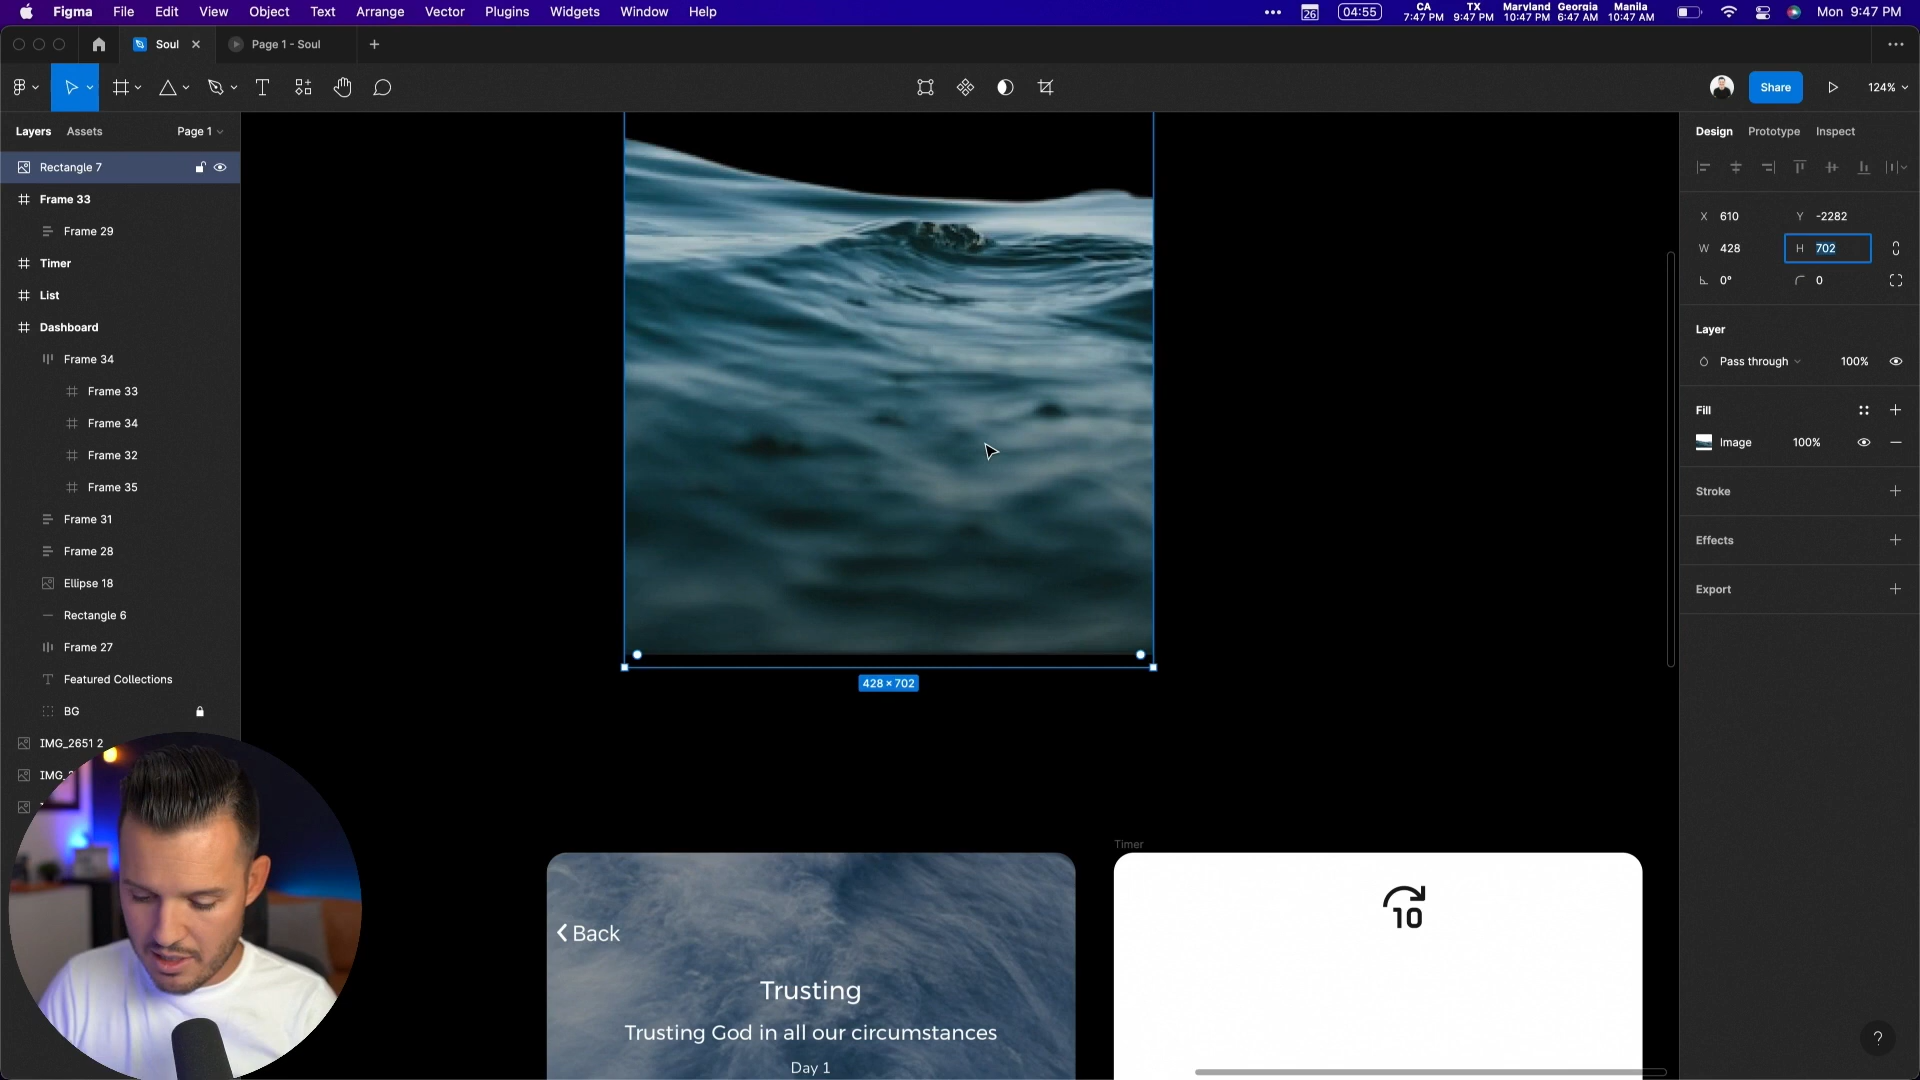 Figma File Edit View Object Text Arrange Vector Plugins Widgets Window Help
26 04:55 CA 7:47 PM TX 9:47 PM Maryland 10:47 PM Georgia 6:47 AM Manila 10:47 AM Mon 9:47 PM
Soul Page 1 - Soul
Share 124%
Layers Assets Page 1
Rectangle 7
Frame 33
Frame 29
Timer
List
Dashboard
Frame 34
Frame 33
Frame 34
Frame 32
Frame 35
Frame 31
Frame 28
Ellipse 18
Rectangle 6
Frame 27
Featured Collections
BG
IMG_2651 2
IMG_
428 × 702
Back
Trusting
Trusting God in all our circumstances
Day 1
Timer
10
Design Prototype Inspect
X 610 Y -2282
W 428 H 702
0° 0
Layer
Pass through 100%
Fill
Image 100%
Stroke
Effects
Export
?